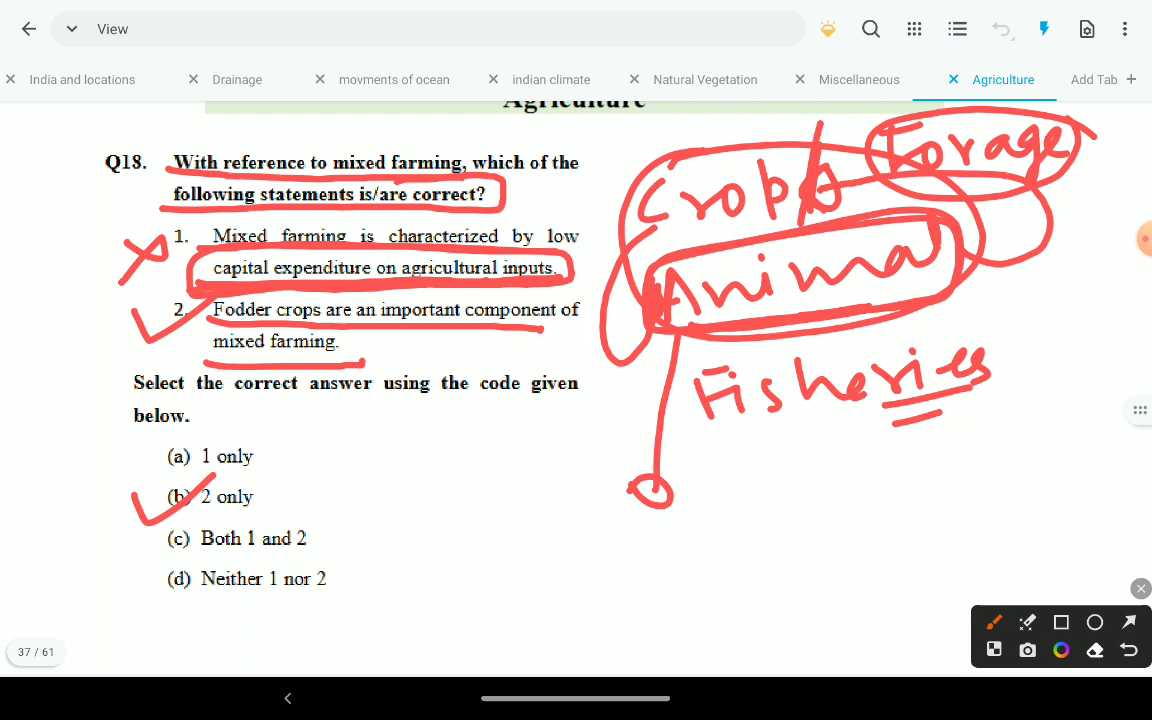 View
India and locations
Drainage
movments of ocean
indian climate
Natural Vegetation
Miscellaneous
Agriculture
Add Tab
Agriculture
Q18. With reference to mixed farming, which of the
following statements is/are correct?
1. Mixed farming is characterized by low
capital expenditure on agricultural inputs.
2. Fodder crops are an important component of
mixed farming.
Select the correct answer using the code given
below.
(a) 1 only
(b) 2 only
(c) Both 1 and 2
(d) Neither 1 nor 2
Forage
Crops
Animal
Fisheries
37 / 61